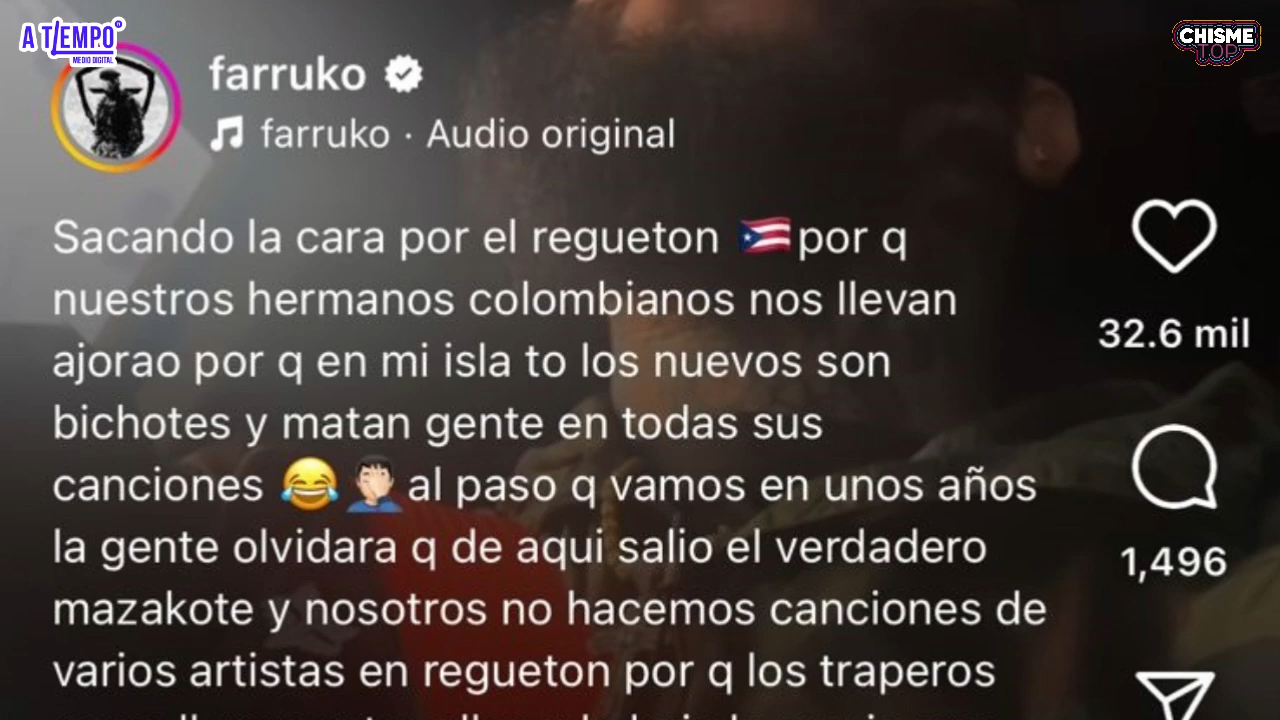 A TIEMPO
MEDIO DIGITAL
CHISME
TOP
farruko
farruko · Audio original
Sacando la cara por el regueton 🇵🇷por q
nuestros hermanos colombianos nos llevan
ajorao por q en mi isla to los nuevos son
bichotes y matan gente en todas sus
canciones 😂🤦🏻‍♂️ al paso q vamos en unos años
la gente olvidara q de aqui salio el verdadero
mazakote y nosotros no hacemos canciones de
varios artistas en regueton por q los traperos
32.6 mil
1,496